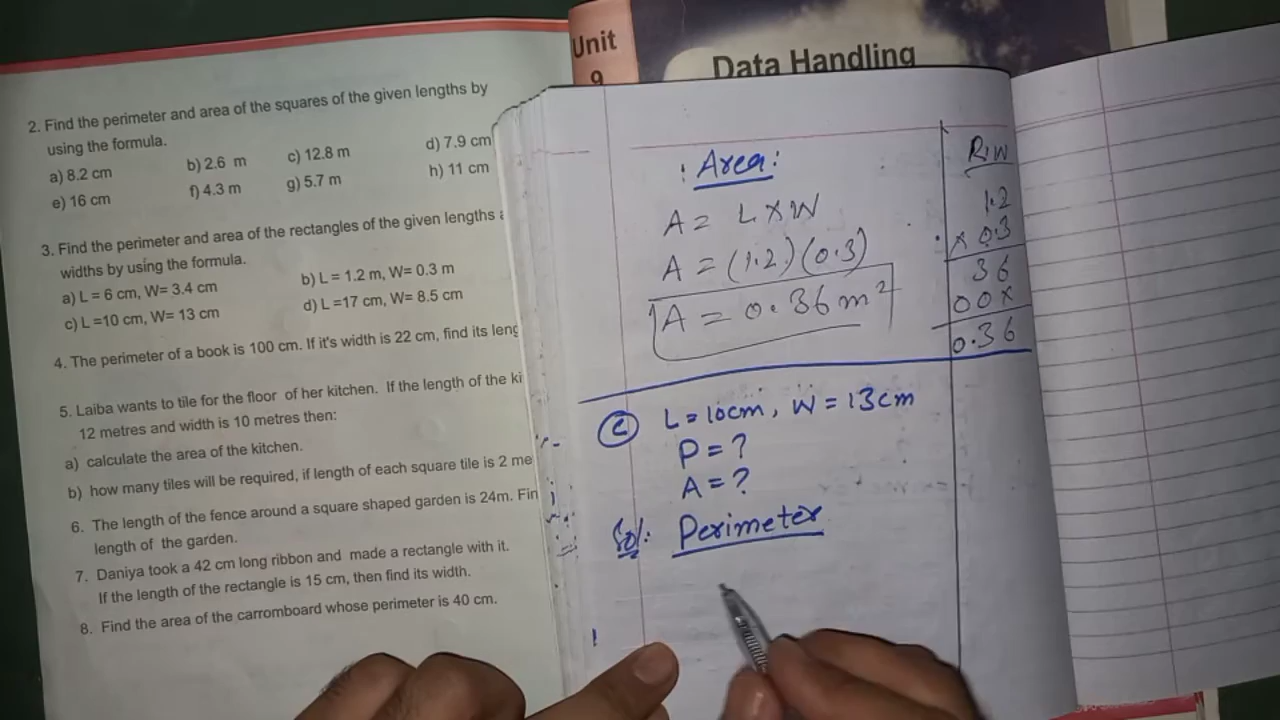 Unit
9
Data Handling
2. Find the perimeter and area of the squares of the given lengths by
using the formula.
a) 8.2 cm b) 2.6 m c) 12.8 m d) 7.9 cm
e) 16 cm f) 4.3 m g) 5.7 m h) 11 cm
3. Find the perimeter and area of the rectangles of the given lengths
widths by using the formula.
a) L = 6 cm, W= 3.4 cm b) L = 1.2 m, W= 0.3 m
c) L =10 cm, W= 13 cm d) L =17 cm, W= 8.5 cm
4. The perimeter of a book is 100 cm. If it's width is 22 cm, find its leng
5. Laiba wants to tile for the floor of her kitchen. If the length of the ki
12 metres and width is 10 metres then:
a) calculate the area of the kitchen.
b) how many tiles will be required, if length of each square tile is 2 me
6. The length of the fence around a square shaped garden is 24m. Fin
length of the garden.
7. Daniya took a 42 cm long ribbon and made a rectangle with it.
If the length of the rectangle is 15 cm, then find its width.
8. Find the area of the carromboard whose perimeter is 40 cm.
: Area :
A = L × W
A = (1.2) (0.3)
A = 0.36 m²
R.W
1.2
× 0.3
36
00×
0.36
c L = 10cm, W = 13cm
P = ?
A = ?
Sol: Perimeter